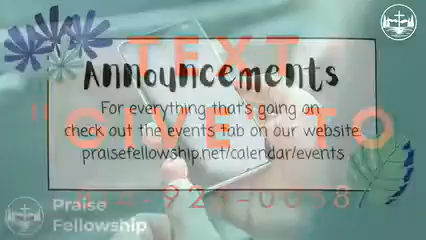 TEXT
Announcements
For everything that's going on
"GIVE" TO
check out the events tab on our website
praisefellowship.net/calendar/events
Praise
Fellowship